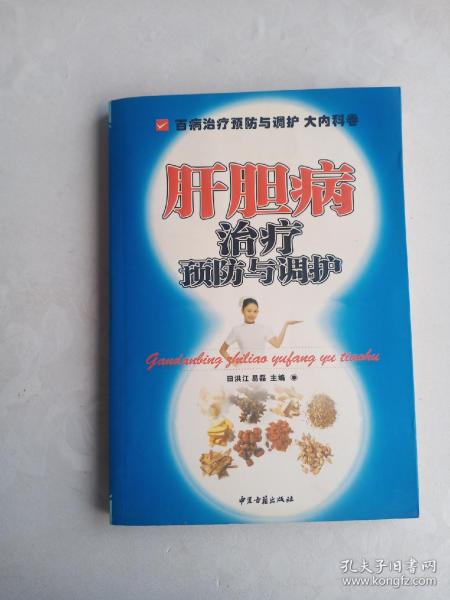 百病治疗预防与调护 大内科卷
肝胆病
治疗
预防与调护
Gandanbing zhiliao yufang yu tiaohu
田洪江 易磊 主编
中医古籍出版社
孔夫子旧书网
www.kongfz.com